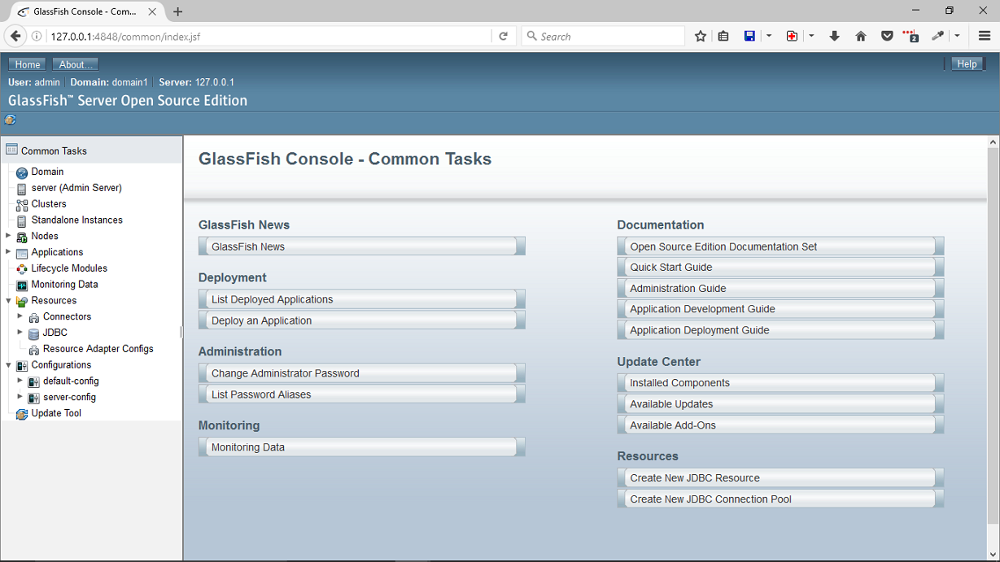 GlassFish Console - Com...
127.0.0.1:4848/common/index.jsf
Search
2
Home
About...
Help
User: admin Domain: domain1 Server: 127.0.0.1
GlassFish™ Server Open Source Edition
Common Tasks
Domain
server (Admin Server)
Clusters
Standalone Instances
Nodes
Applications
Lifecycle Modules
Monitoring Data
Resources
Connectors
JDBC
Resource Adapter Configs
Configurations
default-config
server-config
Update Tool
GlassFish Console - Common Tasks
GlassFish News
GlassFish News
Deployment
List Deployed Applications
Deploy an Application
Administration
Change Administrator Password
List Password Aliases
Monitoring
Monitoring Data
Documentation
Open Source Edition Documentation Set
Quick Start Guide
Administration Guide
Application Development Guide
Application Deployment Guide
Update Center
Installed Components
Available Updates
Available Add-Ons
Resources
Create New JDBC Resource
Create New JDBC Connection Pool